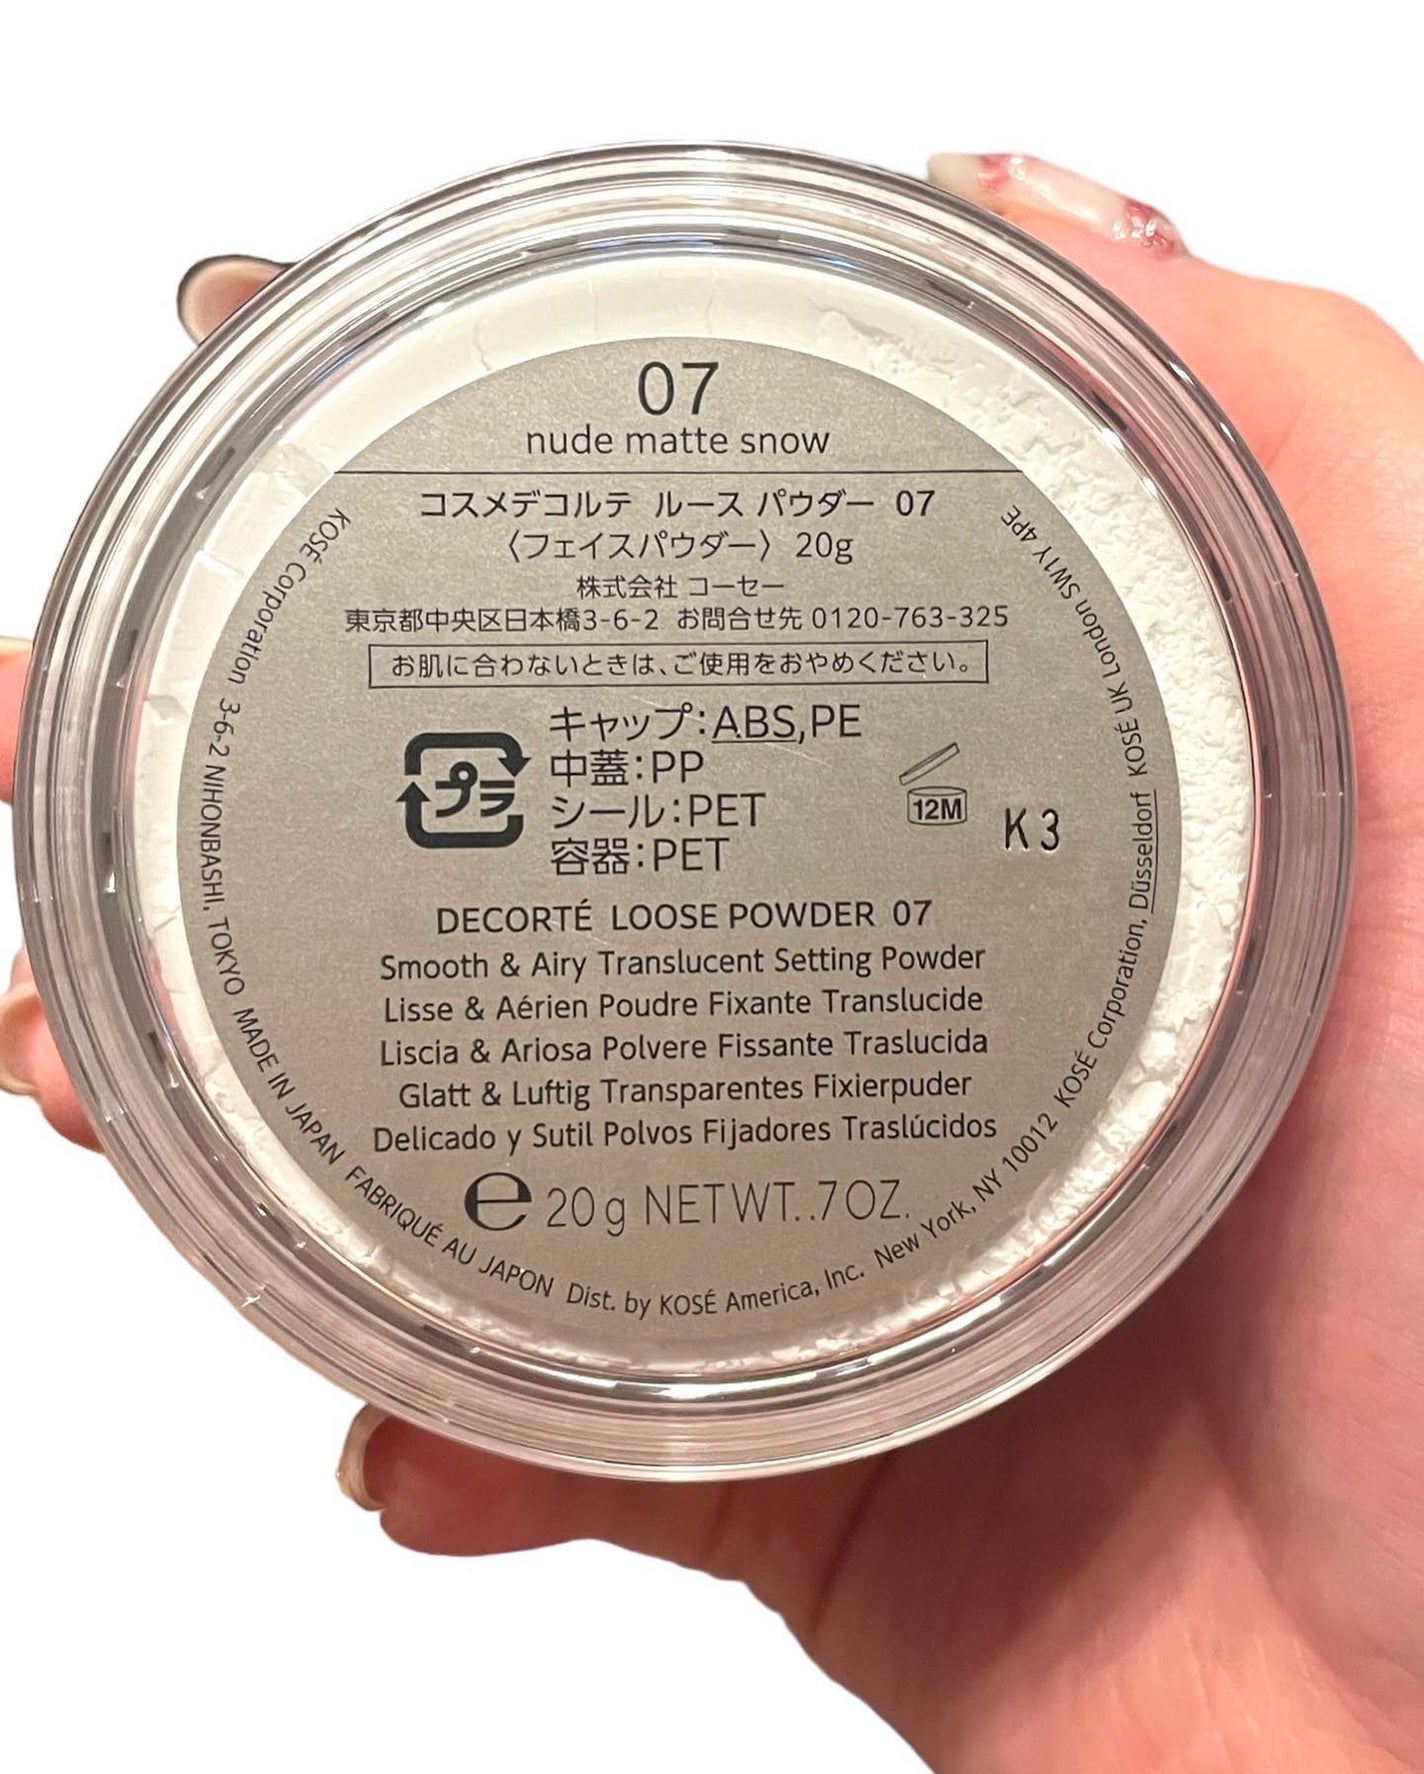 07
nude matte snow
コスメデコルテ ルース パウダー 07
〈フェイスパウダー〉 20g
株式会社 コーセー
東京都中央区日本橋3-6-2 お問合せ先 0120-763-325
お肌に合わないときは、ご使用をおやめください。
プラ
キャップ:ABS,PE
中蓋:PP
シール:PET
容器:PET
12M
K3
DECORTÉ LOOSE POWDER 07
Smooth & Airy Translucent Setting Powder
Lisse & Aérien Poudre Fixante Translucide
Liscia & Ariosa Polvere Fissante Traslucida
Glatt & Luftig Transparentes Fixierpuder
Delicado y Sutil Polvos Fijadores Traslúcidos
℮ 20g NETWT. .7OZ.
KOSÉ Corporation 3-6-2 NIHONBASHI, TOKYO MADE IN JAPAN FABRIQUÉ AU JAPON Dist. by KOSÉ America, Inc. New York, NY 10012 KOSÉ Corporation, Düsseldorf KOSÉ UK London SW1Y 4PE